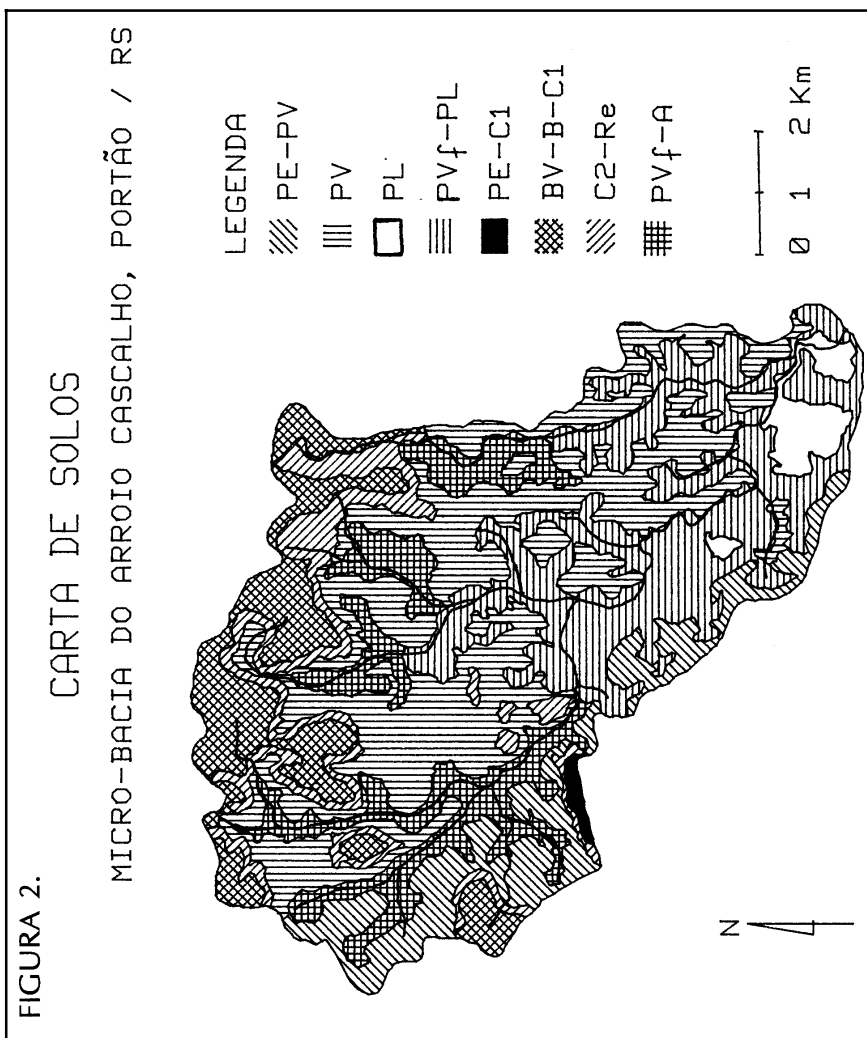 FIGURA 2.
CARTA DE SOLOS
MICRO-BACIA DO ARROIO CASCALHO, PORTÃO / RS
LEGENDA
PE-PV
PV
PL
PVf-PL
PE-C1
BV-B-C1
C2-Re
PVf-A
0 1 2 Km
N